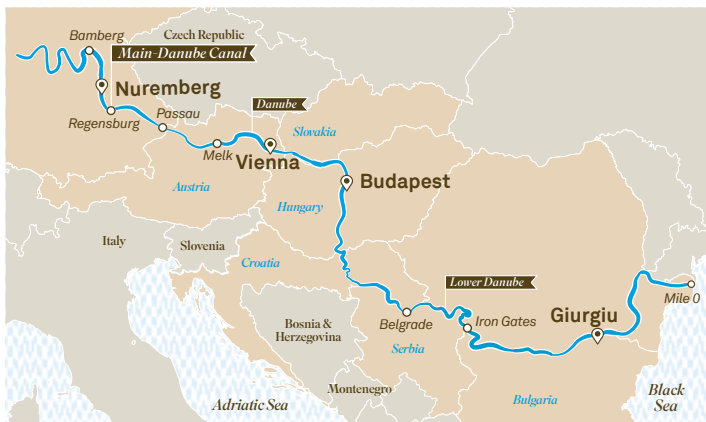 Bamberg
Czech Republic
Main-Danube Canal
Nuremberg
Danube
Regensburg
Passau
Slovakia
Melk
Vienna
Budapest
Austria
Hungary
Italy
Slovenia
Croatia
Lower Danube
Mile 0
Belgrade
Iron Gates
Giurgiu
Bosnia &
Herzegovina
Serbia
Montenegro
Adriatic Sea
Bulgaria
Black
Sea